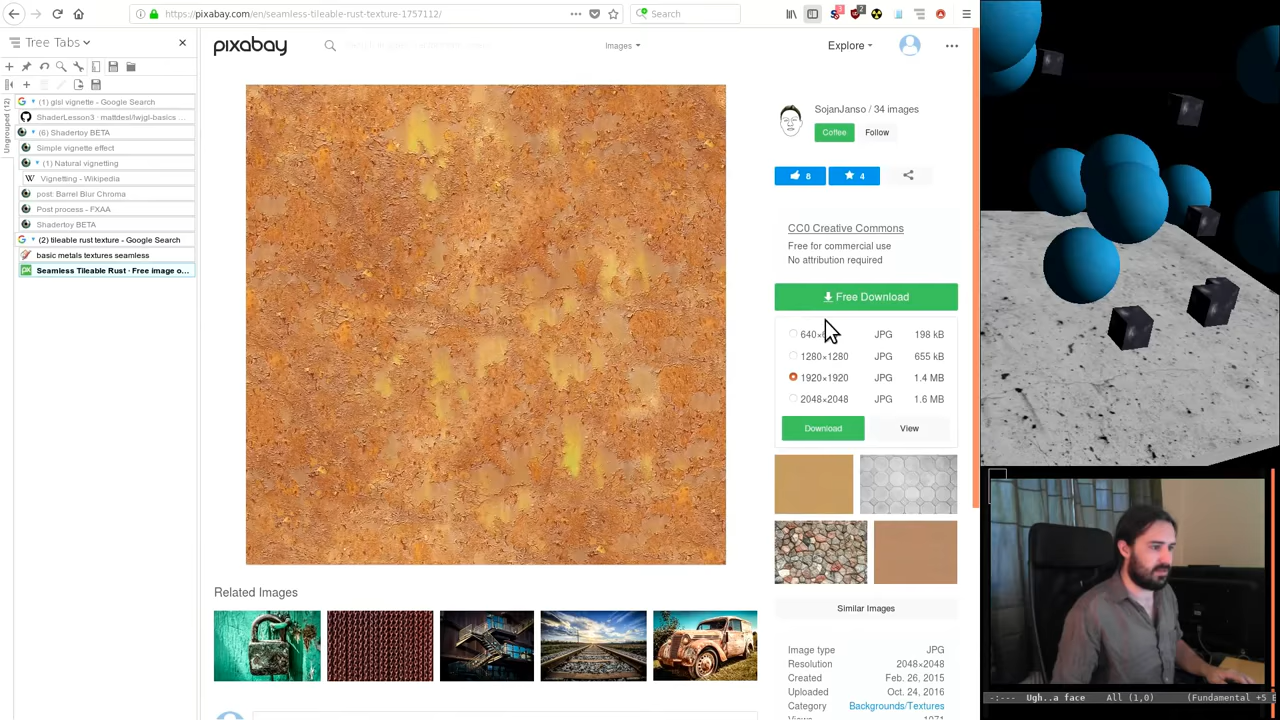 https://pixabay.com/en/seamless-tileable-rust-texture-1757112/
Search
Tree Tabs
Ungrouped (12)
(1) glsl vignette - Google Search
ShaderLesson3 · mattdesl/lwjgl-basics ...
(6) Shadertoy BETA
Simple vignette effect
(1) Natural vignetting
Vignetting - Wikipedia
post: Barrel Blur Chroma
Post process - FXAA
Shadertoy BETA
(2) tileable rust texture - Google Search
basic metals textures seamless
Seamless Tileable Rust · Free image o...
pixabay
Images
Explore
SojanJanso / 34 images
Coffee
Follow
8
4
CC0 Creative Commons
Free for commercial use
No attribution required
Free Download
JPG 198 kB
1280×1280 JPG 655 kB
1920×1920 JPG 1.4 MB
2048×2048 JPG 1.6 MB
Download
View
Similar Images
Related Images
Image type JPG
Resolution 2048×2048
Created Feb. 26, 2015
Uploaded Oct. 24, 2016
Category Backgrounds/Textures
Views 1971
-:--- Ugh..a face All (1,0) (Fundamental +5